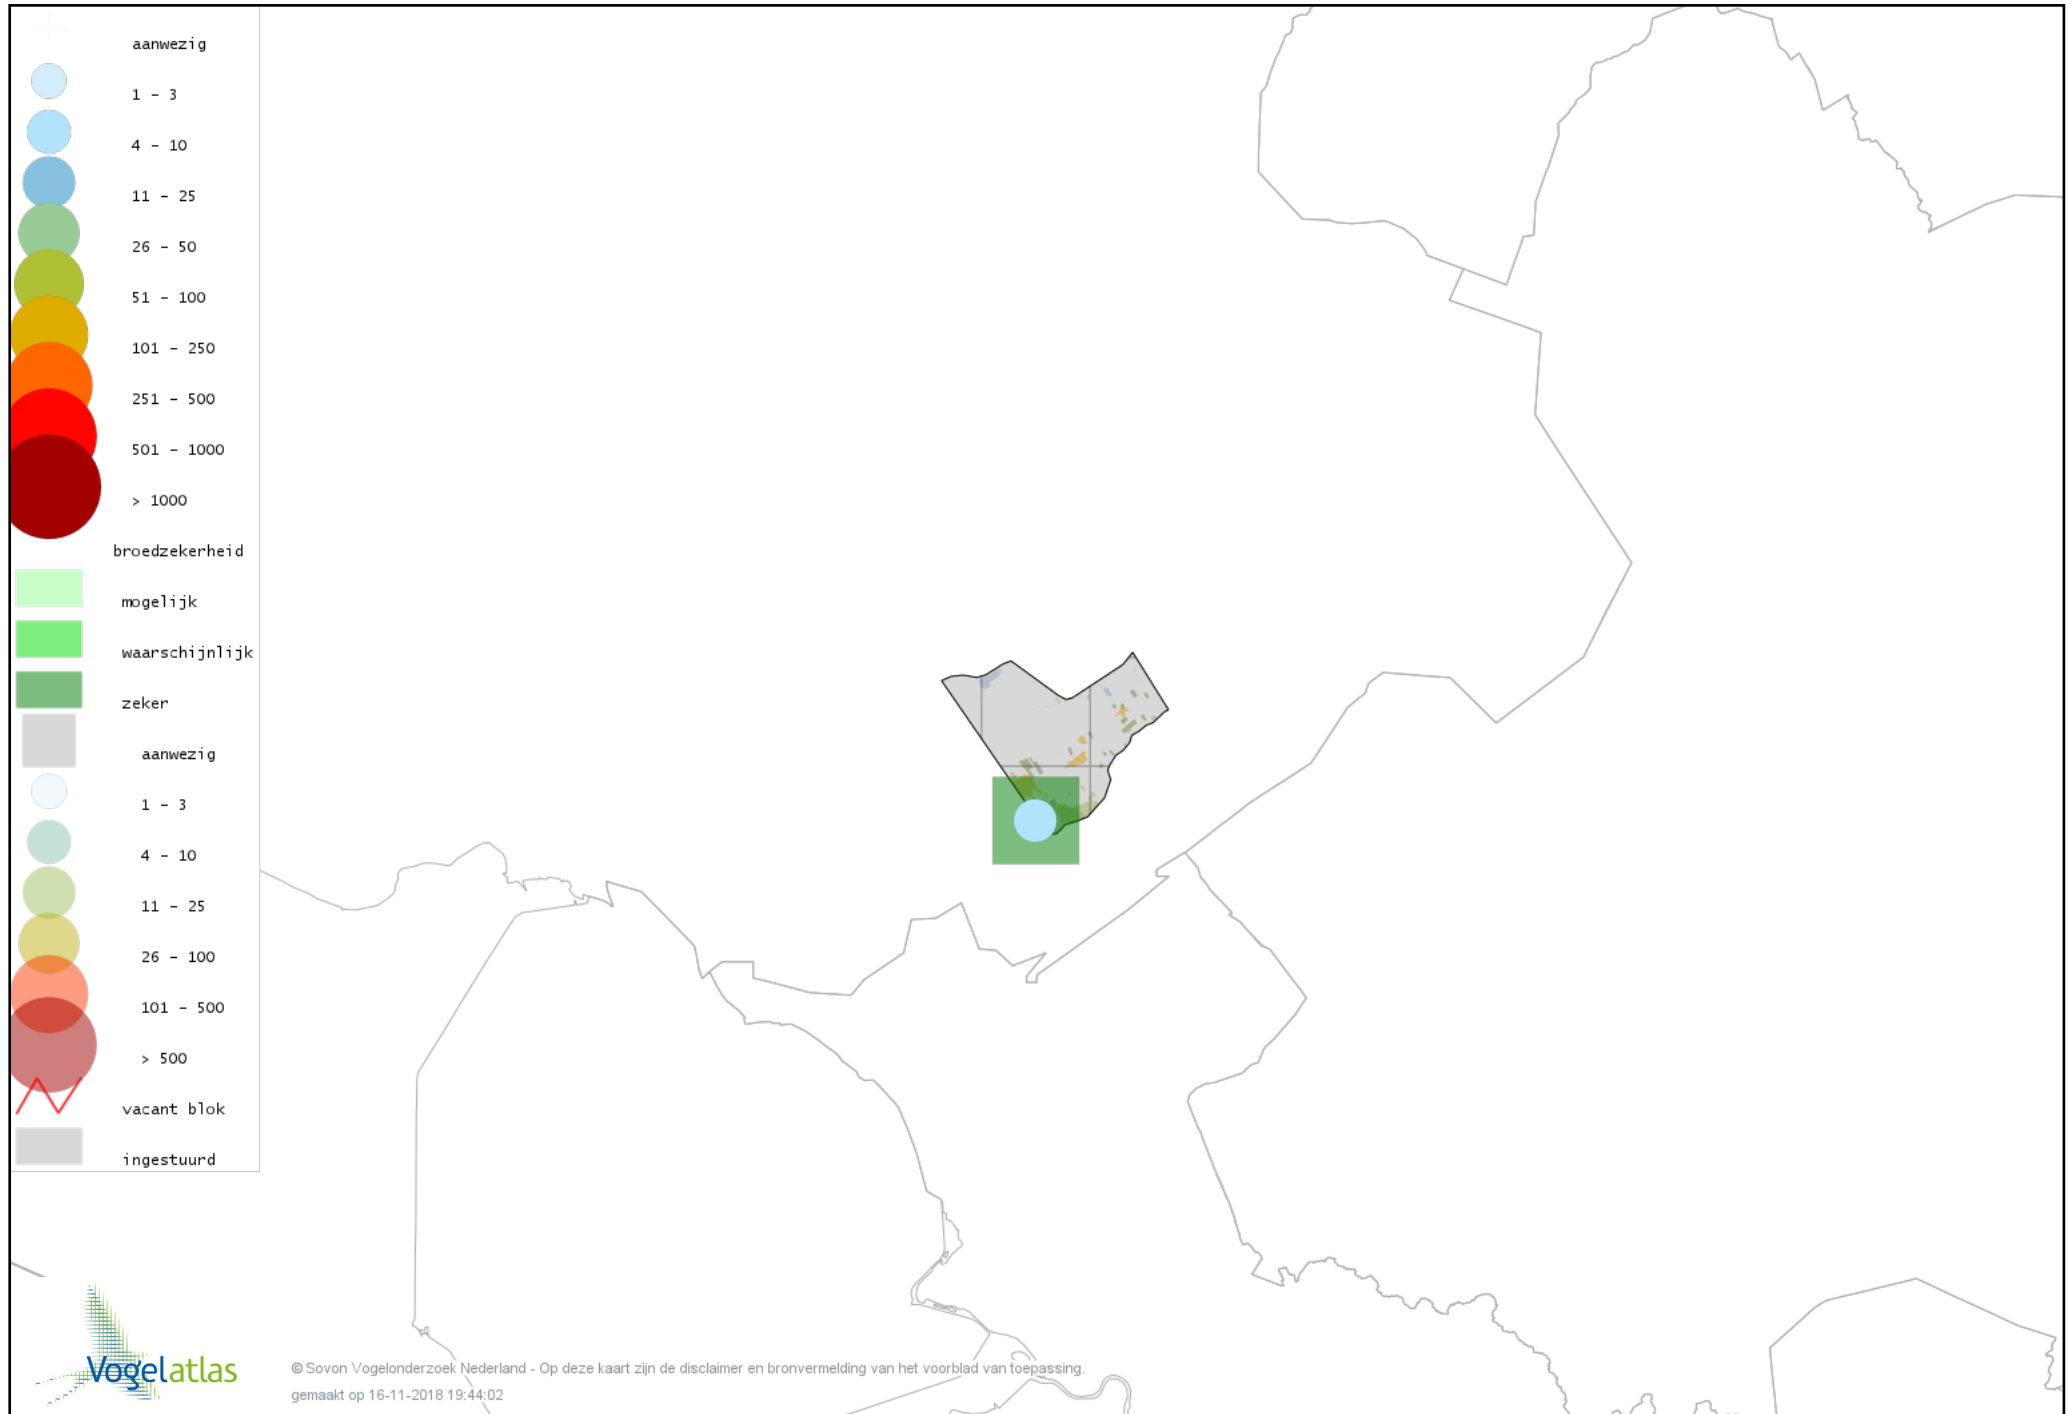 aanwezig
1 - 3
4 - 10
11 - 25
26 - 50
51 - 100
101 - 250
251 - 500
501 - 1000
> 1000
broedzekerheid
mogelijk
waarschijnlijk
zeker
aanwezig
1 - 3
4 - 10
11 - 25
26 - 100
101 - 500
> 500
vacant blok
ingestuurd
Vogelatlas
© Sovon Vogelonderzoek Nederland - Op deze kaart zijn de disclaimer en bronvermelding van het voorblad van toepassing.
gemaakt op 16-11-2018 19:44:02